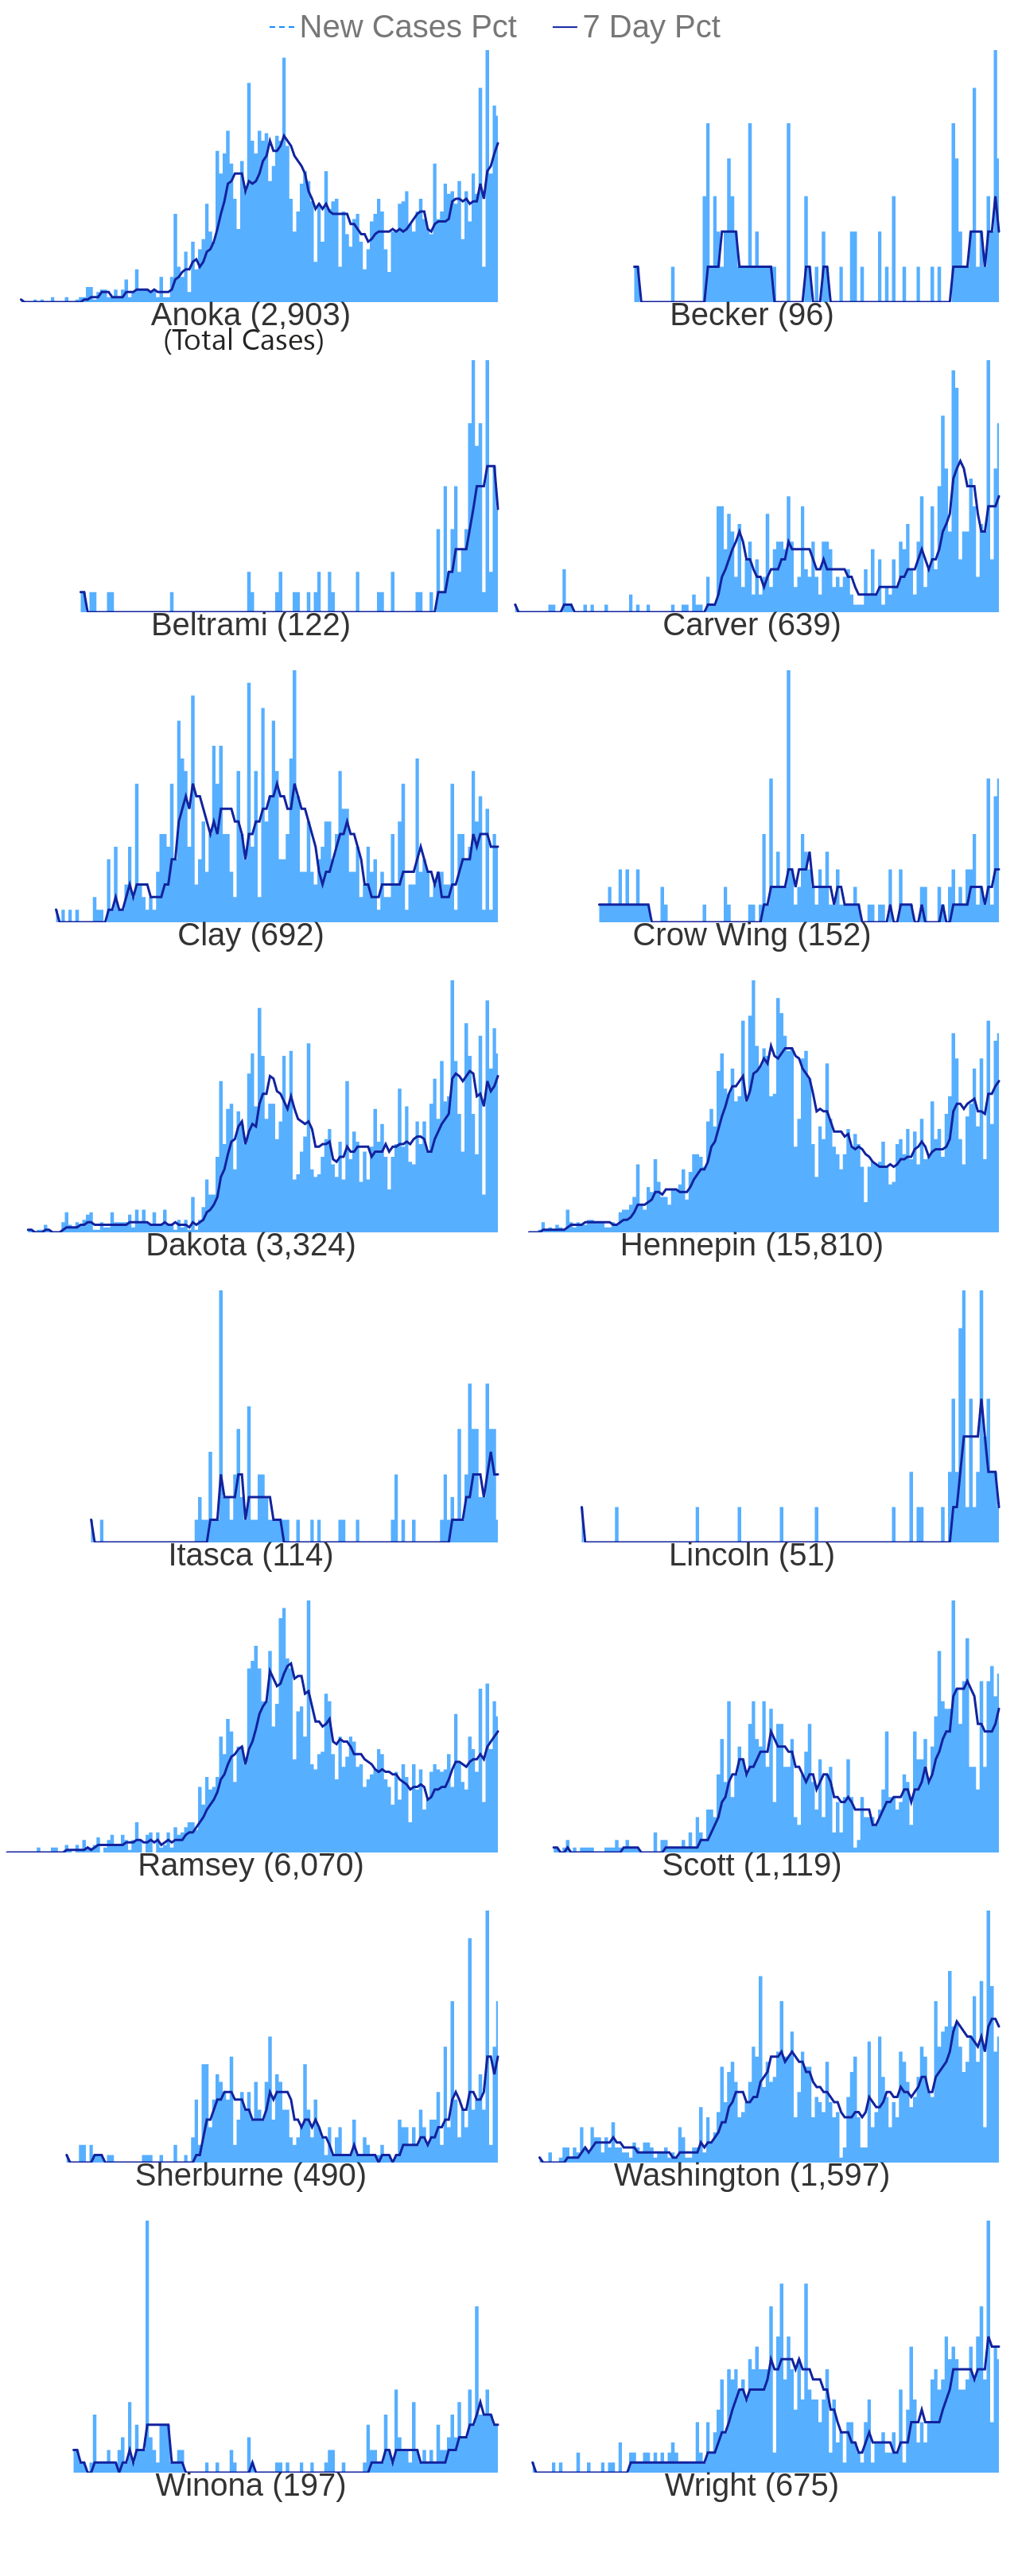 New Cases Pct 7 Day Pct
Anoka (2,903) Becker (96)
(Total Cases)
Beltrami (122) Carver (639)
Clay (692) Crow Wing (152)
Dakota (3,324) Hennepin (15,810)
Itasca (114) Lincoln (51)
Ramsey (6,070) Scott (1,119)
Sherburne (490) Washington (1,597)
Winona (197) Wright (675)